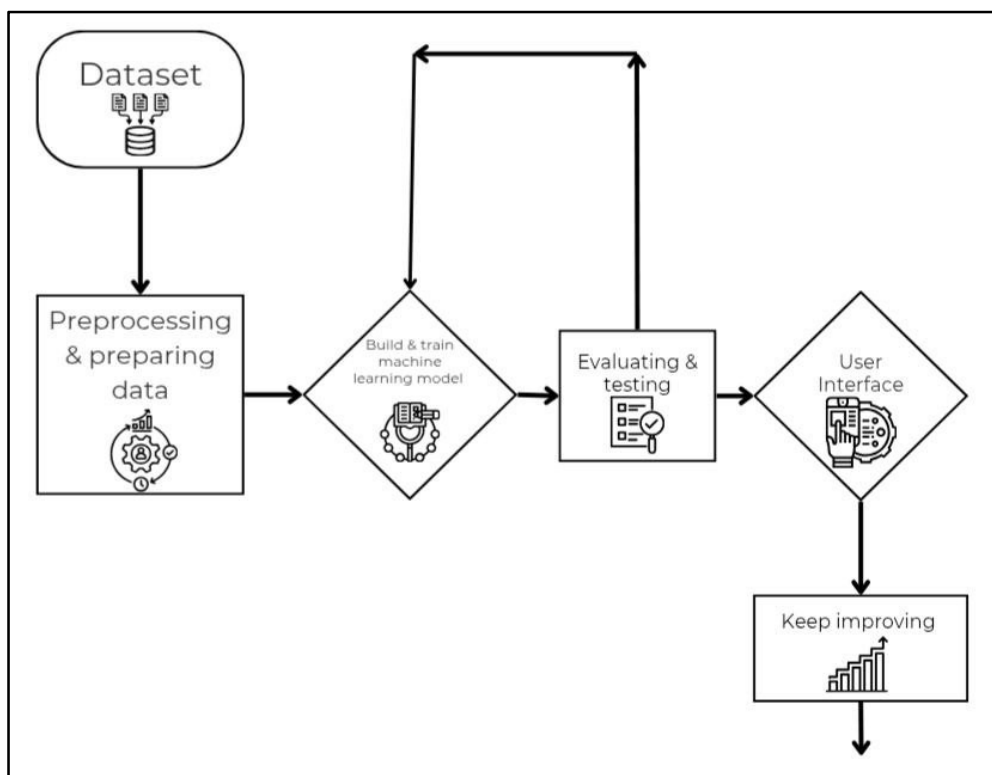 Dataset
Preprocessing
& preparing
data
Build & train
machine
learning model
Evaluating &
testing
User
Interface
Keep improving